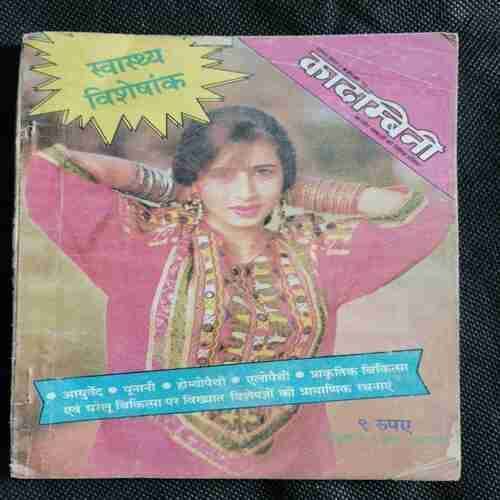 स्वास्थ्य
विशेषांक
कादम्बिनी
• आयुर्वेद • यूनानी • होम्योपैथी • एलोपैथी • प्राकृतिक चिकित्सा
एवं घरेलू चिकित्सा पर विख्यात विशेषज्ञों की प्रामाणिक रचनाएं
९ रुपए